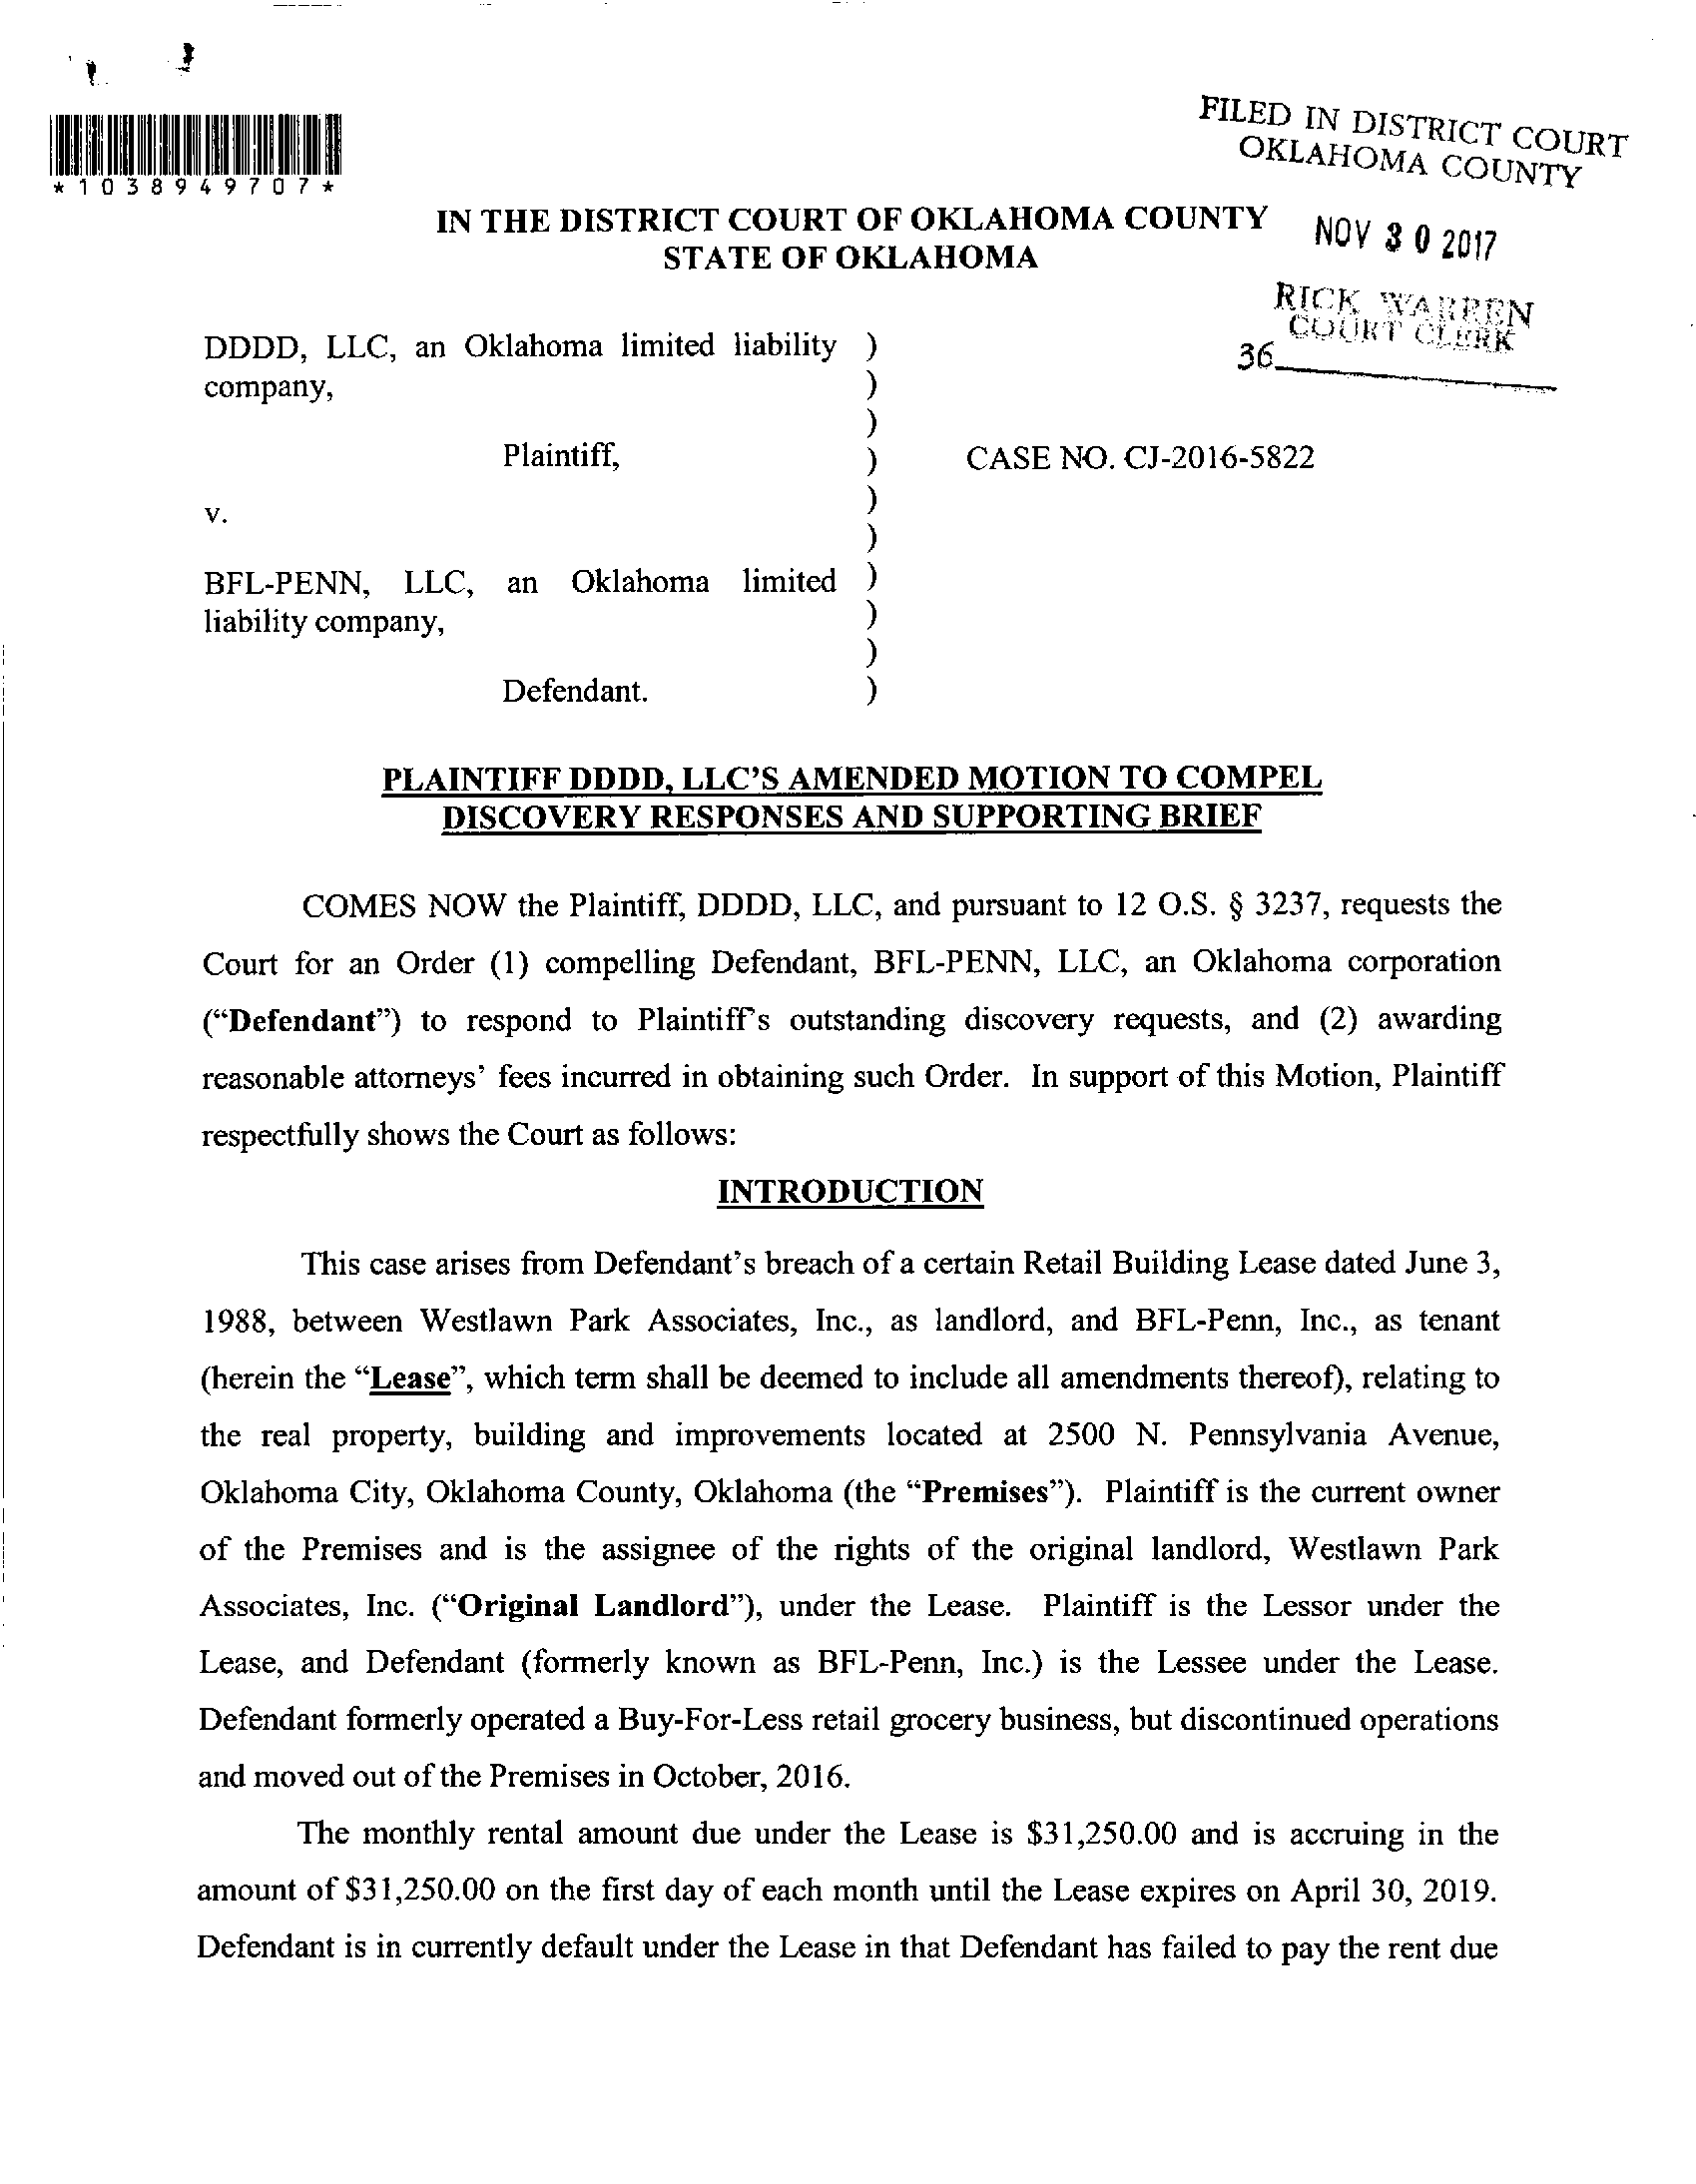 *1038949707*
FILED IN DISTRICT COURT
OKLAHOMA COUNTY
NOV 30 2017
RICK WARREN
COURT CLERK
36
IN THE DISTRICT COURT OF OKLAHOMA COUNTY
STATE OF OKLAHOMA
DDDD, LLC, an Oklahoma limited liability )
company, )
)
Plaintiff, ) CASE NO. CJ-2016-5822
)
v.
)
BFL-PENN, LLC, an Oklahoma limited )
liability company, )
)
Defendant. )
PLAINTIFF DDDD, LLC'S AMENDED MOTION TO COMPEL
DISCOVERY RESPONSES AND SUPPORTING BRIEF
COMES NOW the Plaintiff, DDDD, LLC, and pursuant to 12 O.S. § 3237, requests the
Court for an Order (1) compelling Defendant, BFL-PENN, LLC, an Oklahoma corporation
(“Defendant”) to respond to Plaintiff's outstanding discovery requests, and (2) awarding
reasonable attorneys' fees incurred in obtaining such Order. In support of this Motion, Plaintiff
respectfully shows the Court as follows:
INTRODUCTION
This case arises from Defendant's breach of a certain Retail Building Lease dated June 3,
1988, between Westlawn Park Associates, Inc., as landlord, and BFL-Penn, Inc., as tenant
(herein the “Lease”, which term shall be deemed to include all amendments thereof), relating to
the real property, building and improvements located at 2500 N. Pennsylvania Avenue,
Oklahoma City, Oklahoma County, Oklahoma (the “Premises”). Plaintiff is the current owner
of the Premises and is the assignee of the rights of the original landlord, Westlawn Park
Associates, Inc. (“Original Landlord”), under the Lease. Plaintiff is the Lessor under the
Lease, and Defendant (formerly known as BFL-Penn, Inc.) is the Lessee under the Lease.
Defendant formerly operated a Buy-For-Less retail grocery business, but discontinued operations
and moved out of the Premises in October, 2016.
The monthly rental amount due under the Lease is $31,250.00 and is accruing in the
amount of $31,250.00 on the first day of each month until the Lease expires on April 30, 2019.
Defendant is in currently default under the Lease in that Defendant has failed to pay the rent due